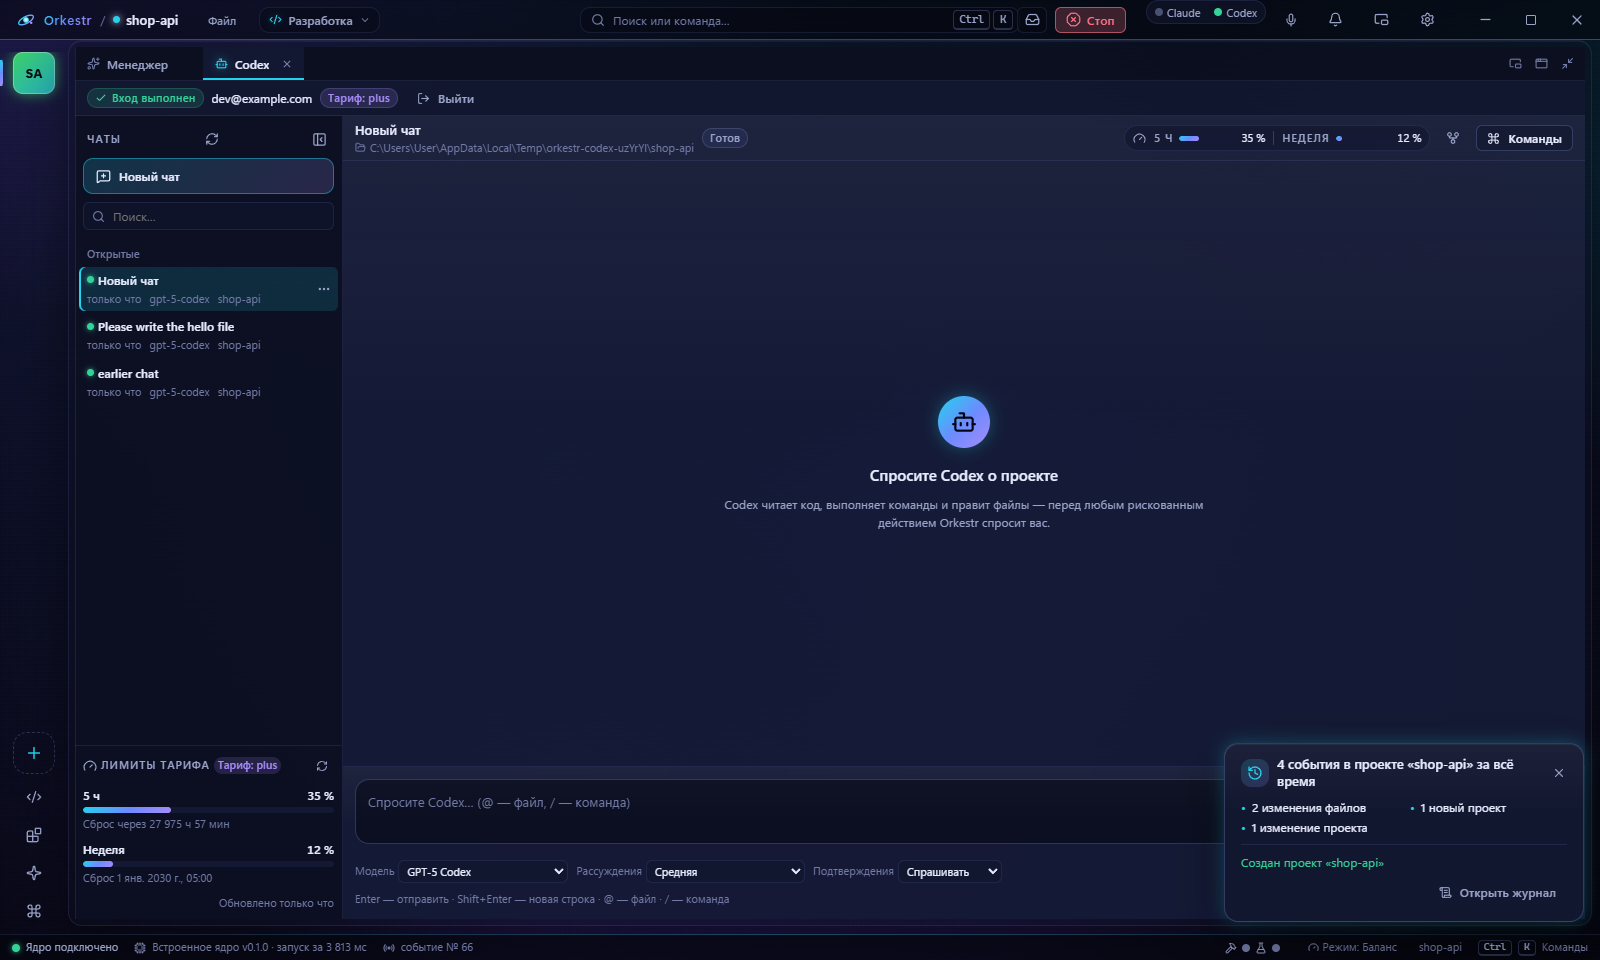 Orkestr / shop-api Файл Разработка Поиск или команда... Ctrl K Стоп Claude Codex
SA
Менеджер Codex
Вход выполнен dev@example.com Тариф: plus Выйти
ЧАТЫ
Новый чат
Поиск...
Открытые
Новый чат
только что gpt-5-codex shop-api
Please write the hello file
только что gpt-5-codex shop-api
earlier chat
только что gpt-5-codex shop-api
ЛИМИТЫ ТАРИФА Тариф: plus
5 ч 35 %
Сброс через 27 975 ч 57 мин
Неделя 12 %
Сброс 1 янв. 2030 г., 05:00
Обновлено только что
Новый чат
C:\Users\User\AppData\Local\Temp\orkestr-codex-uzYrYl\shop-api
Готов
5 Ч 35 % НЕДЕЛЯ 12 % Команды
Спросите Codex о проекте
Codex читает код, выполняет команды и правит файлы — перед любым рискованным
действием Orkestr спросит вас.
Спросите Codex... (@ — файл, / — команда)
Модель GPT-5 Codex Рассуждения Средняя Подтверждения Спрашивать
Enter — отправить · Shift+Enter — новая строка · @ — файл · / — команда
4 события в проекте «shop-api» за всё
время
• 2 изменения файлов • 1 новый проект
• 1 изменение проекта
Создан проект «shop-api»
Открыть журнал
Ядро подключено Встроенное ядро v0.1.0 · запуск за 3 813 мс событие № 66 Режим: Баланс shop-api Ctrl K Команды